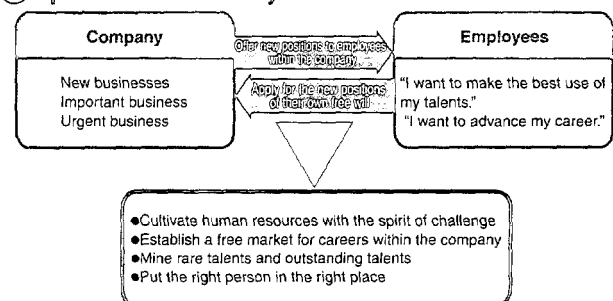 Company
New businesses
Important business
Urgent business
Offer new positions to employees
within the company
Apply for the new positions
of their own free will
Employees
"I want to make the best use of
my talents."
"I want to advance my career."
●Cultivate human resources with the spirit of challenge
●Establish a free market for careers within the company
●Mine rare talents and outstanding talents
●Put the right person in the right place